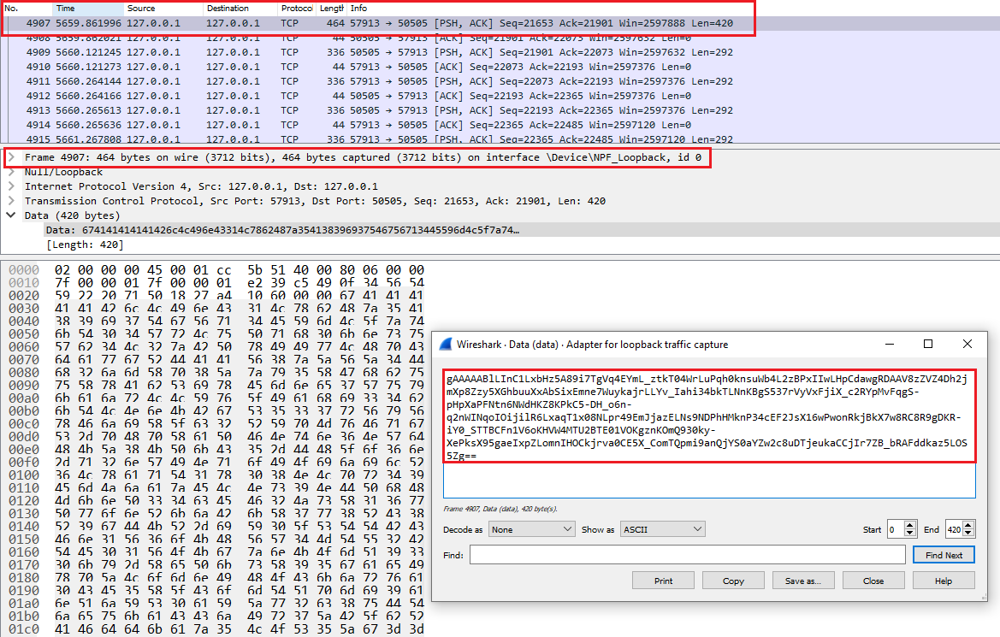 No. Time Source Destination Protoco Lengtł Info
4907 5659.861996 127.0.0.1 127.0.0.1 TCP 464 57913 → 50505 [PSH, ACK] Seq=21653 Ack=21901 Win=2597888 Len=420
4908 5659.862021 127.0.0.1 127.0.0.1 TCP 44 50505 → 57913 [ACK] Seq=21901 Ack=22073 Win=2597632 Len=0
4909 5660.121245 127.0.0.1 127.0.0.1 TCP 336 50505 → 57913 [PSH, ACK] Seq=21901 Ack=22073 Win=2597632 Len=292
4910 5660.121273 127.0.0.1 127.0.0.1 TCP 44 57913 → 50505 [ACK] Seq=22073 Ack=22193 Win=2597376 Len=0
4911 5660.264144 127.0.0.1 127.0.0.1 TCP 336 57913 → 50505 [PSH, ACK] Seq=22073 Ack=22193 Win=2597376 Len=292
4912 5660.264166 127.0.0.1 127.0.0.1 TCP 44 50505 → 57913 [ACK] Seq=22193 Ack=22365 Win=2597376 Len=0
4913 5660.265613 127.0.0.1 127.0.0.1 TCP 336 50505 → 57913 [PSH, ACK] Seq=22193 Ack=22365 Win=2597376 Len=292
4914 5660.265636 127.0.0.1 127.0.0.1 TCP 44 57913 → 50505 [ACK] Seq=22365 Ack=22485 Win=2597120 Len=0
4915 5661.267808 127.0.0.1 127.0.0.1 TCP 336 57913 → 50505 [PSH, ACK] Seq=22365 Ack=22485 Win=2597120 Len=292
Frame 4907: 464 bytes on wire (3712 bits), 464 bytes captured (3712 bits) on interface \Device\NPF_Loopback, id 0
Null/Loopback
Internet Protocol Version 4, Src: 127.0.0.1, Dst: 127.0.0.1
Transmission Control Protocol, Src Port: 57913, Dst Port: 50505, Seq: 21653, Ack: 21901, Len: 420
Data (420 bytes)
Data: 674141414141426c4c496e43314c7862487a354138396937546756713445596d4c5f7a74…
[Length: 420]
0000 02 00 00 00 45 00 01 cc 5b 51 40 00 80 06 00 00
0010 7f 00 00 01 7f 00 00 01 e2 39 c5 49 0f 34 56 54
0020 59 22 20 71 50 18 27 a4 10 60 00 00 67 41 41 41
0030 41 41 42 6c 4c 49 6e 43 31 4c 78 62 48 7a 35 41
0040 38 39 69 37 54 67 56 71 34 45 59 6d 4c 5f 7a 74
0050 6b 54 30 34 57 72 4c 75 50 71 68 30 6b 6e 73 75
0060 57 62 34 4c 32 7a 42 50 78 49 49 77 4c 48 70 43
0070 64 61 77 67 52 44 41 41 56 38 7a 5a 56 5a 34 44
0080 68 32 6a 6d 58 70 38 5a 7a 79 35 58 47 68 62 75
0090 75 58 78 41 62 53 69 78 45 6d 6e 65 37 57 75 79
00a0 6b 61 6a 72 4c 4c 59 76 5f 49 61 68 69 33 34 62
00b0 6b 54 4c 4e 6e 4b 42 67 53 35 33 37 72 56 79 56
00c0 78 46 6a 69 58 5f 63 32 52 59 70 4d 76 46 71 67
00d0 53 2d 70 48 70 58 61 50 46 4e 74 6e 36 4e 57 64
00e0 48 4b 5a 38 4b 50 6b 43 35 2d 44 48 5f 6f 36 6e
00f0 2d 71 32 6e 57 49 4e 71 6f 49 4f 69 6a 69 6c 52
0100 36 4c 78 61 71 54 31 78 30 38 4e 4c 70 72 34 39
0110 45 6d 4a 6a 61 7a 45 4c 4e 73 39 4e 44 50 68 48
0120 4d 6b 6e 50 33 34 63 45 46 32 4a 73 58 31 36 77
0130 50 77 6f 6e 52 6b 6a 42 6b 58 37 77 38 52 43 38
0140 52 39 67 44 4b 52 2d 69 59 30 5f 53 54 54 42 43
0150 46 6e 31 56 36 6f 4b 48 56 57 34 4d 54 55 32 42
0160 54 45 30 31 56 4f 4b 67 7a 6e 4b 4f 6d 51 39 33
0170 30 6b 79 2d 58 65 50 6b 73 58 39 35 67 61 65 49
0180 78 70 5a 4c 6f 6d 6e 49 48 4f 43 6b 6a 72 76 61
0190 30 43 45 35 58 5f 43 6f 6d 54 51 70 6d 69 39 61
01a0 6e 51 6a 59 53 30 61 59 5a 77 32 63 38 75 44 54
01b0 6a 65 75 6b 61 43 43 6a 49 72 37 5a 42 5f 62 52
01c0 41 46 64 64 6b 61 7a 35 4c 4f 53 35 5a 67 3d 3d
Wireshark · Data (data) · Adapter for loopback traffic capture
gAAAAABlLInC1LxbHz5A89i7TgVq4EYmL_ztkT04WrLuPqh0knsuWb4L2zBPxIIwLHpCdawgRDAAV8zZVZ4Dh2j
mXp8Zzy5XGhbuuXxAbSixEmne7WuykajrLLYv_Iahi34bkTLNnKBgS537rVyVxFjiX_c2RYpMvFqgS-
pHpXaPFNtn6NWdHKZ8KPkC5-DH_o6n-
q2nWINqoIOijilR6LxaqT1x08NLpr49EmJjazELNs9NDPhHMknP34cEF2JsX16wPwonRkjBkX7w8RC8R9gDKR-
iY0_STTBCFn1V6oKHVW4MTU2BTE01VOKgznKOmQ930ky-
XePksX95gaeIxpZLomnIHOCkjrva0CE5X_ComTQpmi9anQjYS0aYZw2c8uDTjeukaCCjIr7ZB_bRAFddkaz5LOS
5Zg==
Frame 4907, Data (data), 420 byte(s).
Decode as None Show as ASCII Start 0 End 420
Find: Find Next
Print Copy Save as... Close Help